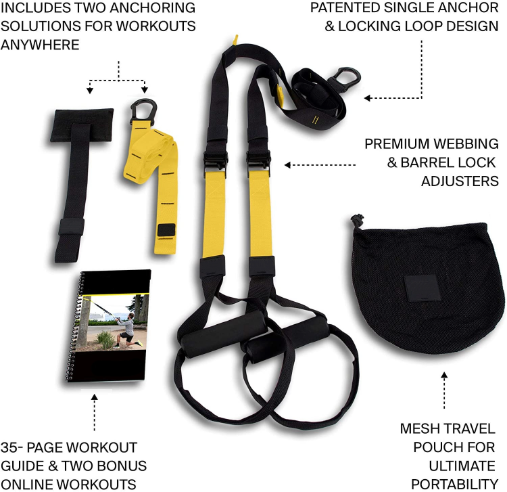 INCLUDES TWO ANCHORING
SOLUTIONS FOR WORKOUTS
ANYWHERE
PATENTED SINGLE ANCHOR
& LOCKING LOOP DESIGN
PREMIUM WEBBING
& BARREL LOCK
ADJUSTERS
35- PAGE WORKOUT
GUIDE & TWO BONUS
ONLINE WORKOUTS
MESH TRAVEL
POUCH FOR
ULTIMATE
PORTABILITY